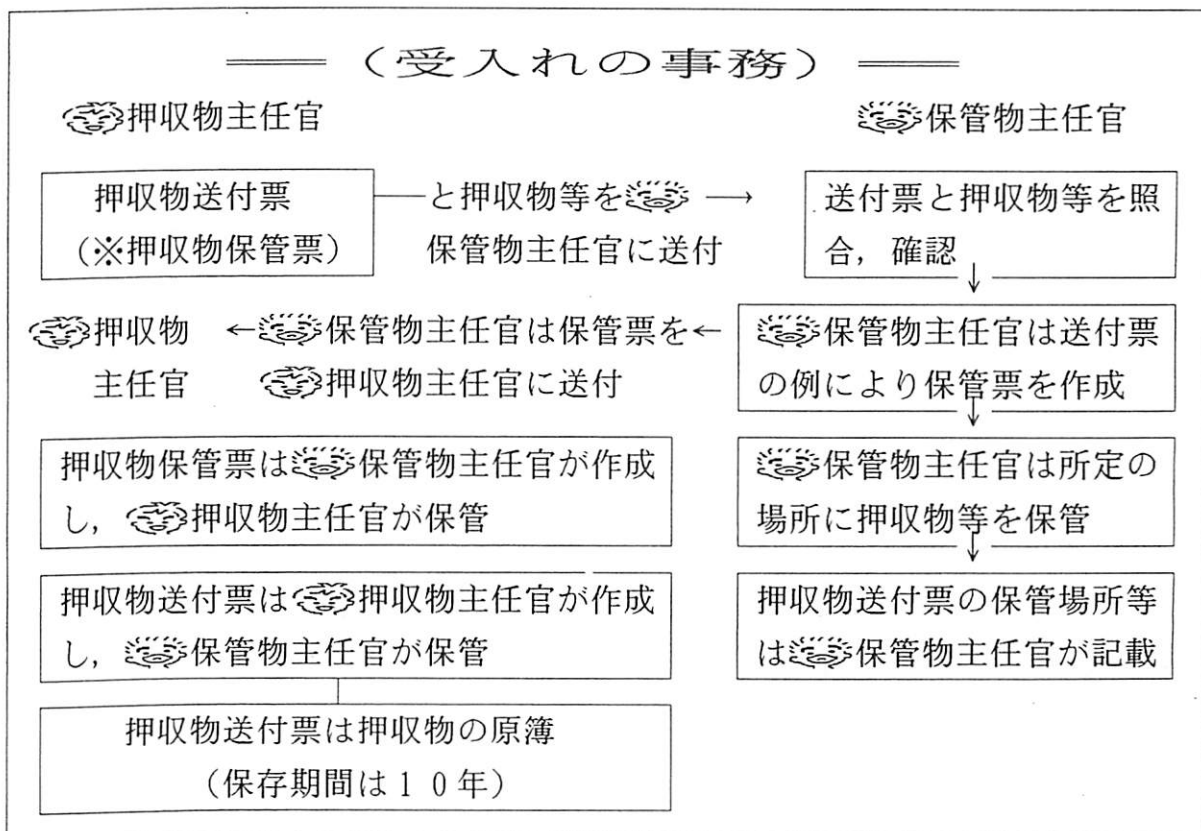 （受入れの事務）
押収物主任官
保管物主任官
押収物送付票
（※押収物保管票）
と押収物等を
保管物主任官に送付
送付票と押収物等を照
合，確認
押収物
主任官
←保管物主任官は保管票を←
押収物主任官に送付
保管物主任官は送付票
の例により保管票を作成
押収物保管票は保管物主任官が作成
し，押収物主任官が保管
保管物主任官は所定の
場所に押収物等を保管
押収物送付票は押収物主任官が作成
し，保管物主任官が保管
押収物送付票の保管場所等
は保管物主任官が記載
押収物送付票は押収物の原簿
（保存期間は１０年）